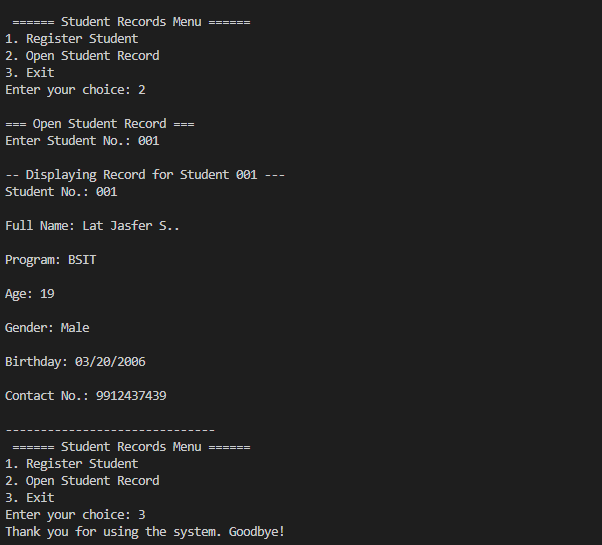 ====== Student Records Menu ======
1. Register Student
2. Open Student Record
3. Exit
Enter your choice: 2
=== Open Student Record ===
Enter Student No.: 001
-- Displaying Record for Student 001 ---
Student No.: 001
Full Name: Lat Jasfer S..
Program: BSIT
Age: 19
Gender: Male
Birthday: 03/20/2006
Contact No.: 9912437439
------------------------------
====== Student Records Menu ======
1. Register Student
2. Open Student Record
3. Exit
Enter your choice: 3
Thank you for using the system. Goodbye!